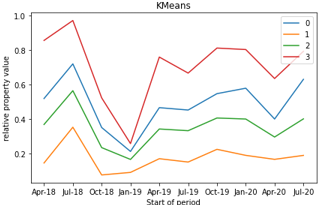 KMeans
1.0
0.8
0.6
0.4
0.2
relative property value
0
1
2
3
Apr-18 Jul-18 Oct-18 Jan-19 Apr-19 Jul-19 Oct-19 Jan-20 Apr-20 Jul-20
Start of period